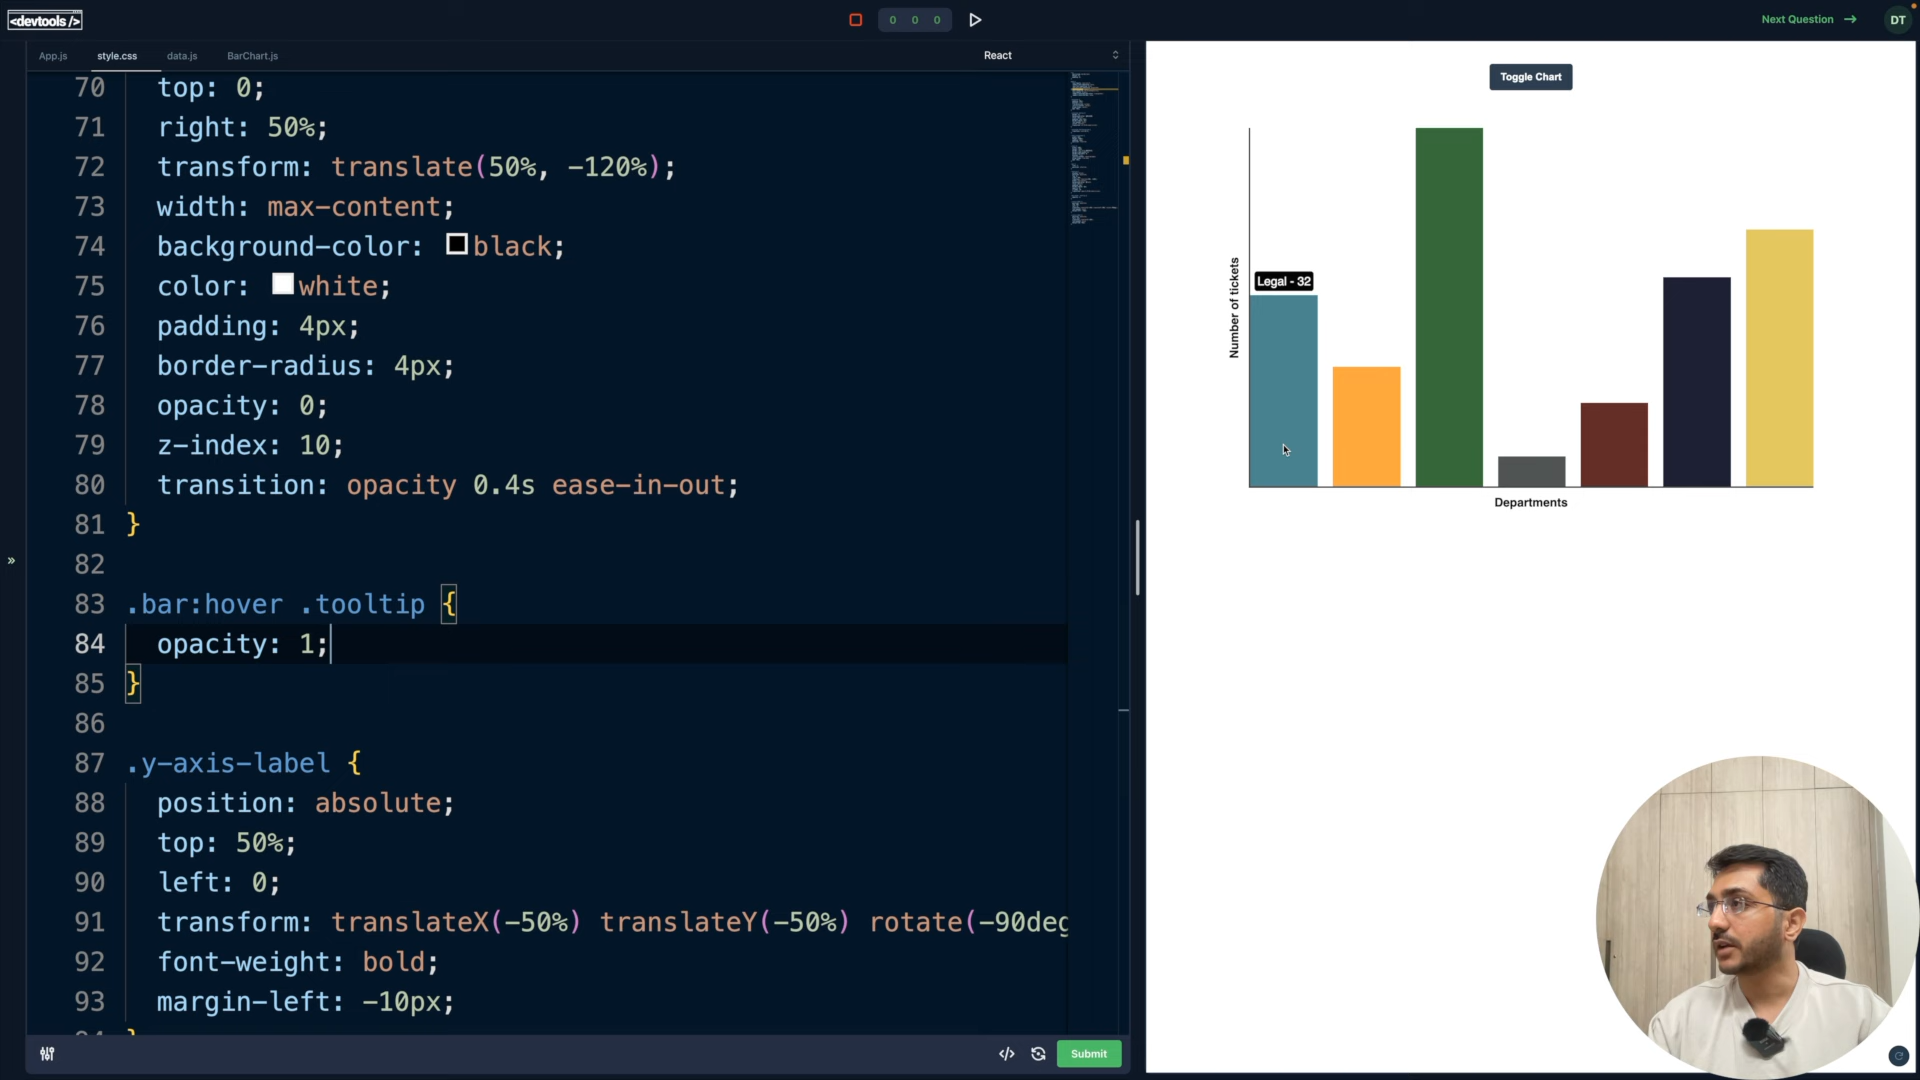 <devtools />
0 0 0
Next Question
DT
App.js
style.css
data.js
BarChart.js
React
70 top: 0;
71 right: 50%;
72 transform: translate(50%, -120%);
73 width: max-content;
74 background-color: black;
75 color: white;
76 padding: 4px;
77 border-radius: 4px;
78 opacity: 0;
79 z-index: 10;
80 transition: opacity 0.4s ease-in-out;
81 }
82
83 .bar:hover .tooltip {
84 opacity: 1;
85 }
86
87 .y-axis-label {
88 position: absolute;
89 top: 50%;
90 left: 0;
91 transform: translateX(-50%) translateY(-50%) rotate(-90deg
92 font-weight: bold;
93 margin-left: -10px;
Submit
Toggle Chart
Number of tickets
Legal - 32
Departments